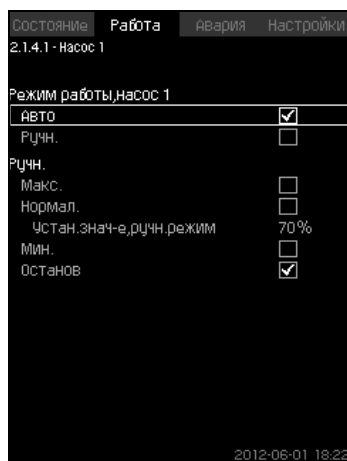 Состояние Работа Авария Настройки
2.1.4.1 - Насос 1
Режим работы,насос 1
Авто
Ручн.
Ручн.
Макс.
Нормал.
Устан.знач-е,ручн.режим 70%
Мин.
Останов
2012-06-01 18:22